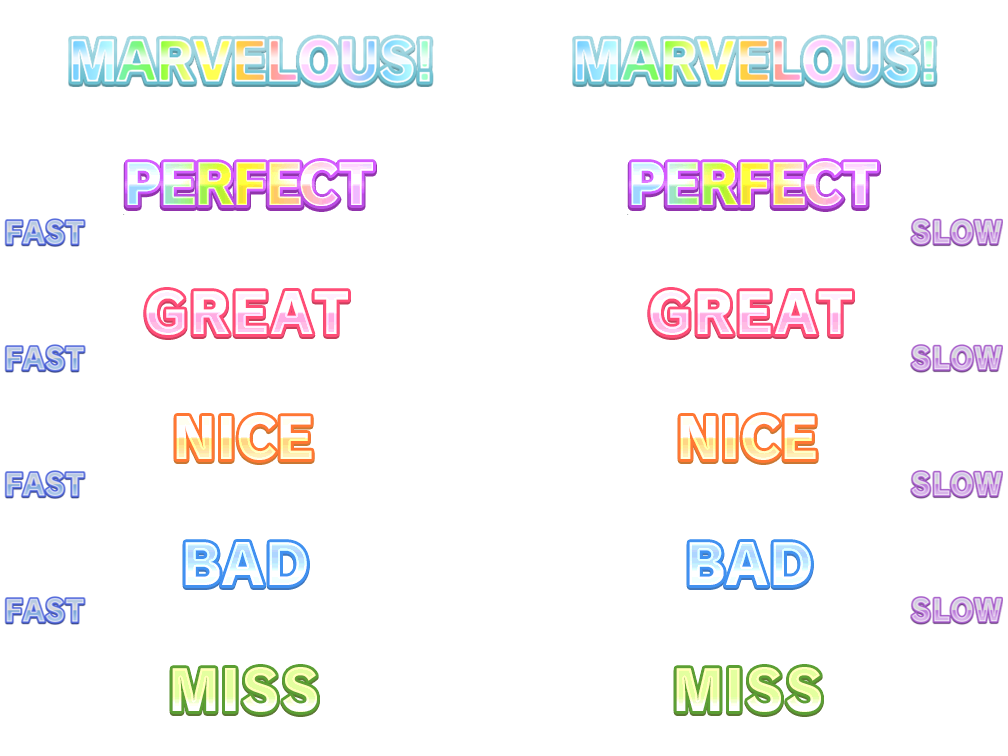 MARVELOUS! MARVELOUS!
PERFECT PERFECT
FAST SLOW
GREAT GREAT
FAST SLOW
NICE NICE
FAST SLOW
BAD BAD
FAST SLOW
MISS MISS